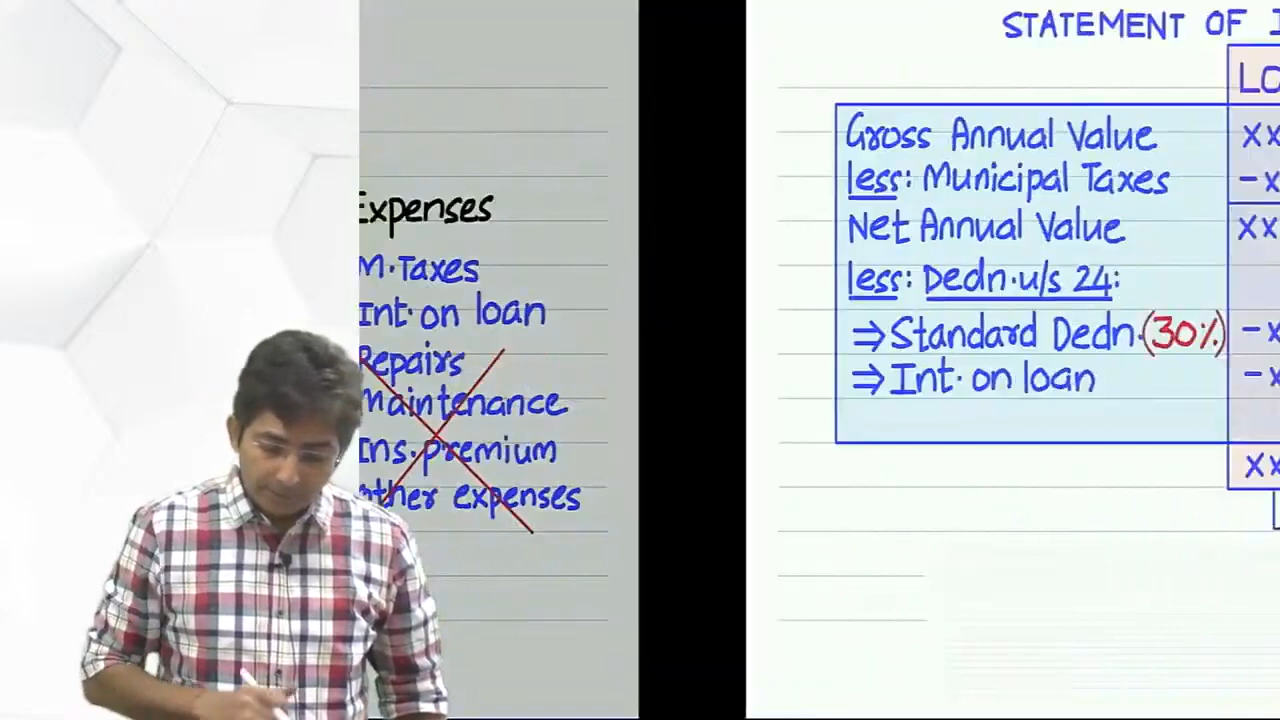 Expenses
M.Taxes
Int.on loan
Repairs
Maintenance
Ins.premium
other expenses
STATEMENT OF I
LO
Gross Annual Value XX
less: Municipal Taxes -x
Net Annual Value XX
less: Dedn.u/s 24:
⇒ Standard Dedn.(30%) -x
⇒ Int.on loan -x
XX